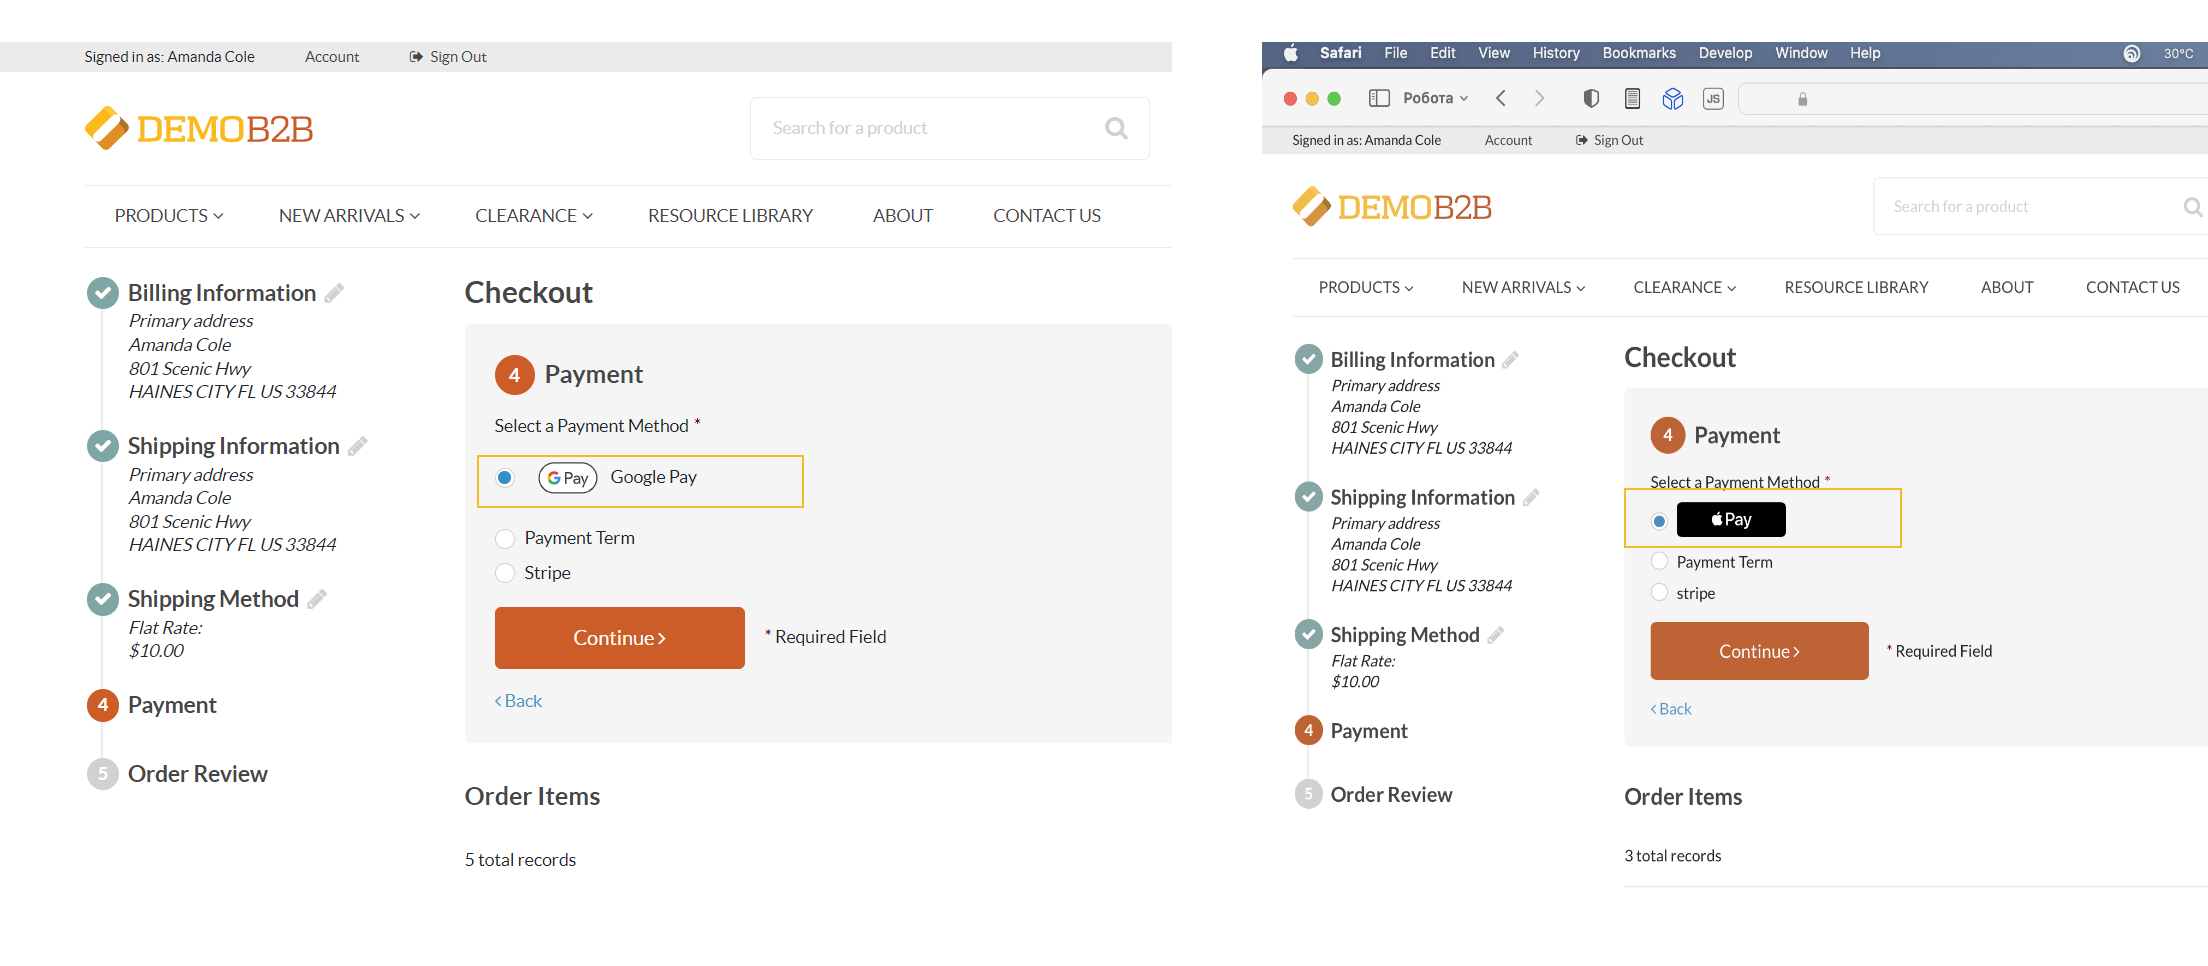 Signed in as: Amanda Cole Account Sign Out
DEMOB2B
Search for a product
PRODUCTS NEW ARRIVALS CLEARANCE RESOURCE LIBRARY ABOUT CONTACT US
Billing Information
Primary address
Amanda Cole
801 Scenic Hwy
HAINES CITY FL US 33844
Shipping Information
Primary address
Amanda Cole
801 Scenic Hwy
HAINES CITY FL US 33844
Shipping Method
Flat Rate:
$10.00
4 Payment
5 Order Review
Checkout
4 Payment
Select a Payment Method *
G Pay Google Pay
Payment Term
Stripe
Continue >
* Required Field
< Back
Order Items
5 total records
Safari File Edit View History Bookmarks Develop Window Help 30°C
Робота JS
Signed in as: Amanda Cole Account Sign Out
DEMOB2B
Search for a product
PRODUCTS NEW ARRIVALS CLEARANCE RESOURCE LIBRARY ABOUT CONTACT US
Billing Information
Primary address
Amanda Cole
801 Scenic Hwy
HAINES CITY FL US 33844
Shipping Information
Primary address
Amanda Cole
801 Scenic Hwy
HAINES CITY FL US 33844
Shipping Method
Flat Rate:
$10.00
4 Payment
5 Order Review
Checkout
4 Payment
Select a Payment Method *
Pay
Payment Term
stripe
Continue >
* Required Field
< Back
Order Items
3 total records